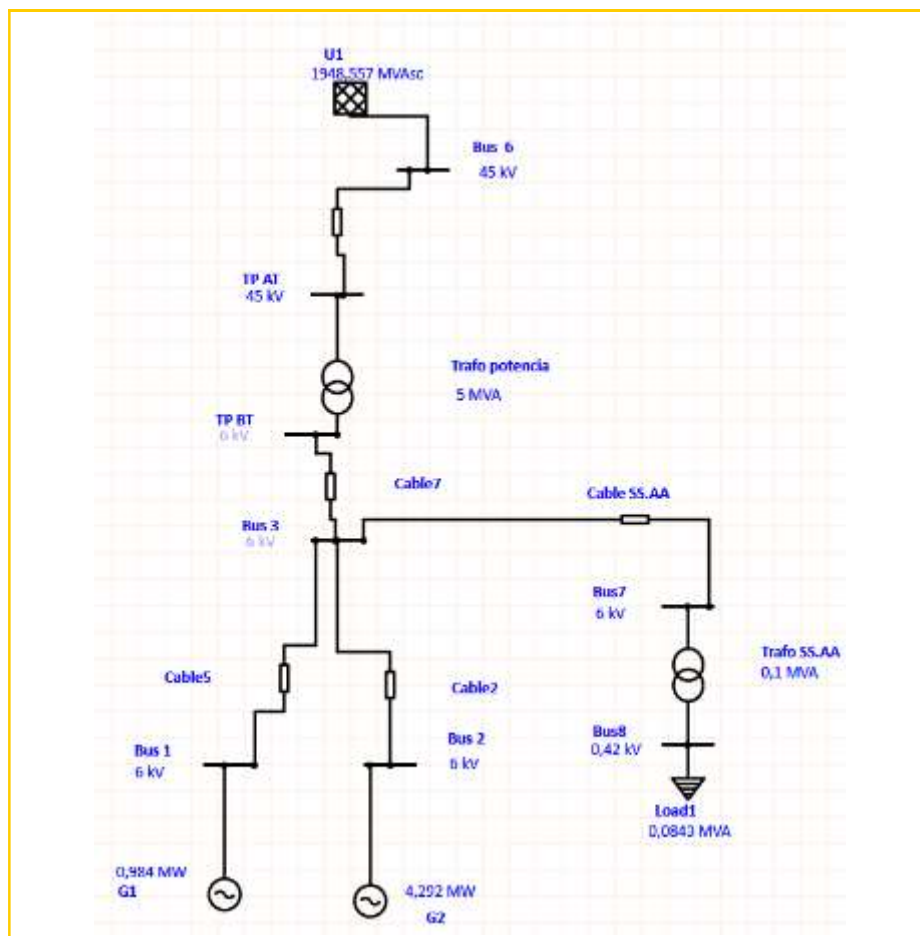 U1
1948,557 MVAsc
Bus 6
45 kV
TP AT
45 kV
Trafo potencia
5 MVA
TP BT
6 kV
Cable7
Cable SS.AA
Bus 3
6 kV
Bus7
6 kV
Trafo SS.AA
0,1 MVA
Cable5
Cable2
Bus 1
6 kV
Bus 2
6 kV
Bus8
0,42 kV
Load1
0,0843 MVA
0,984 MW
G1
4,292 MW
G2